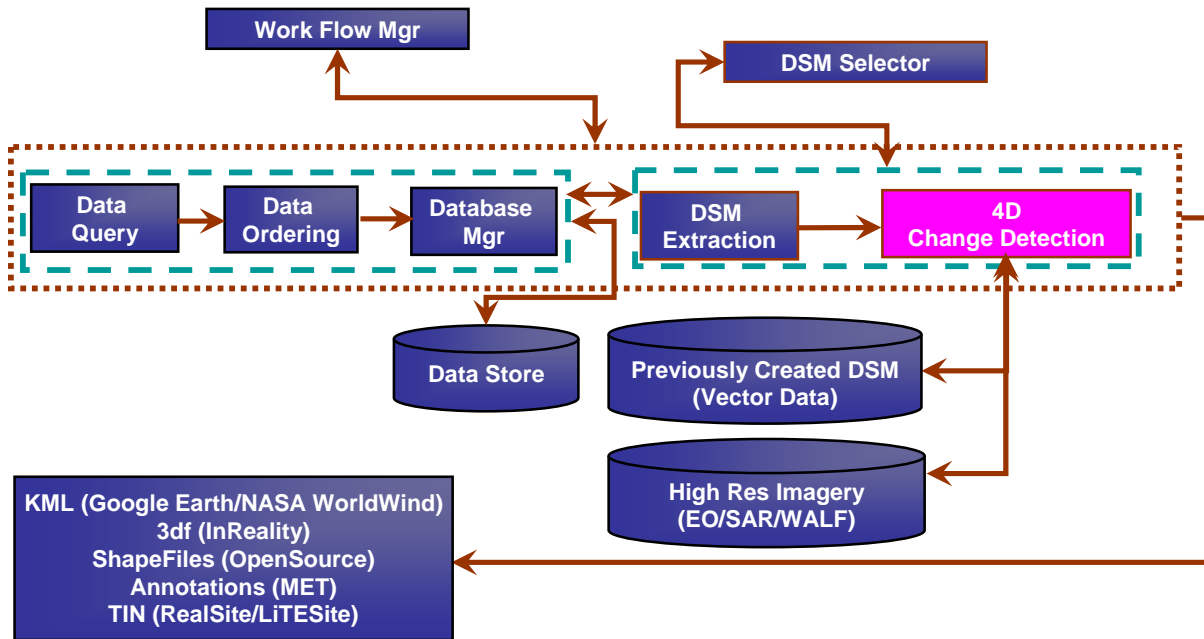 Work Flow Mgr
DSM Selector
Data
Query
Data
Ordering
Database
Mgr
DSM
Extraction
4D
Change Detection
Data Store
Previously Created DSM
(Vector Data)
High Res Imagery
(EO/SAR/WALF)
KML (Google Earth/NASA WorldWind)
3df (InReality)
ShapeFiles (OpenSource)
Annotations (MET)
TIN (RealSite/LiTESite)